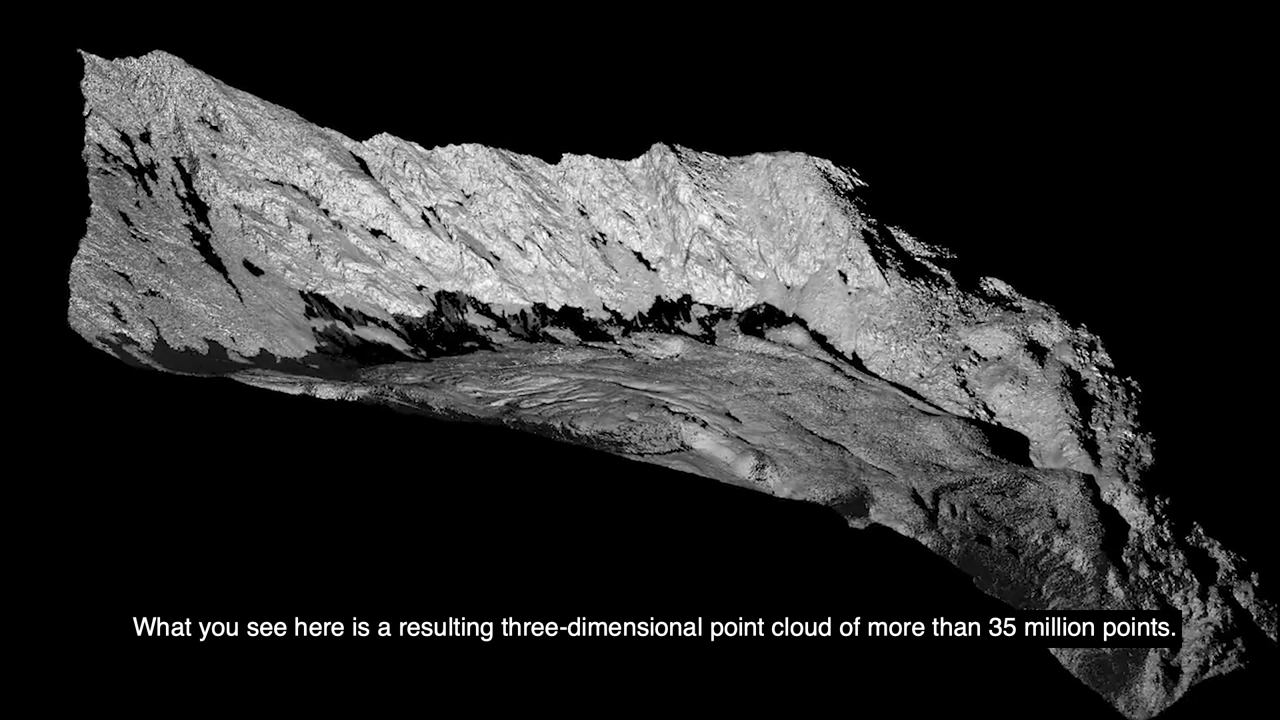 What you see here is a resulting three-dimensional point cloud of more than 35 million points.